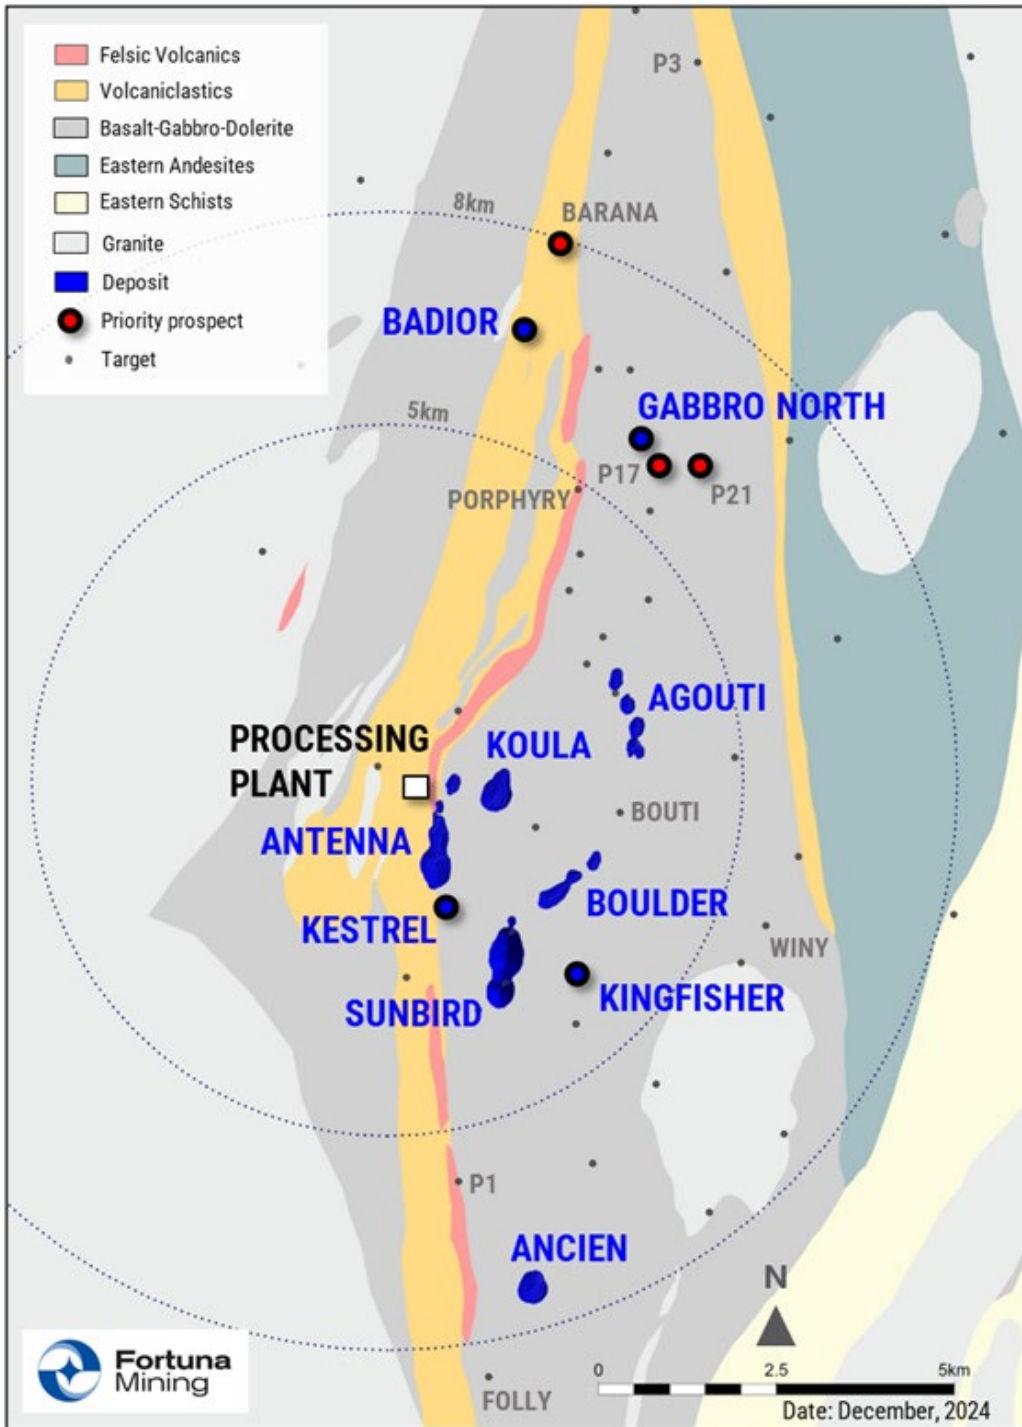 Felsic Volcanics
Volcaniclastics
Basalt-Gabbro-Dolerite
Eastern Andesites
Eastern Schists
Granite
Deposit
Priority prospect
Target
P3
8km
BARANA
BADIOR
5km
GABBRO NORTH
P17
P21
PORPHYRY
AGOUTI
PROCESSING
PLANT
KOULA
ANTENNA
BOUTI
BOULDER
KESTREL
WINY
SUNBIRD
KINGFISHER
P1
ANCIEN
N
Fortuna
Mining
0 2.5 5km
FOLLY
Date: December, 2024